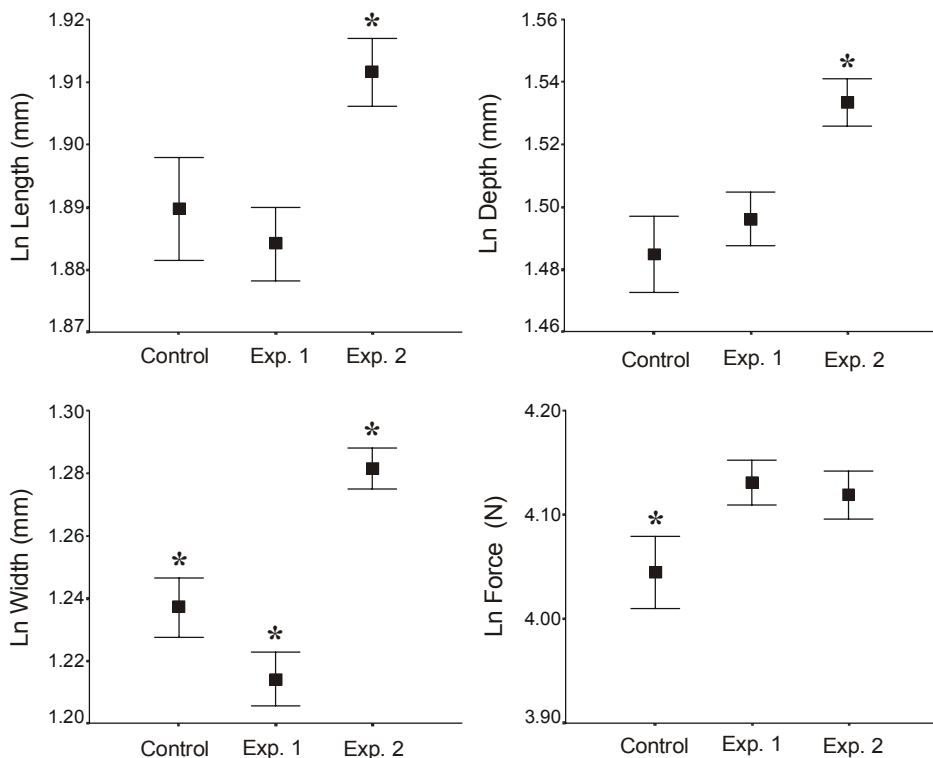 Ln Length (mm)
1.92
1.91
1.90
1.89
1.88
1.87
*
Control
Exp. 1
Exp. 2
Ln Depth (mm)
1.56
1.54
1.52
1.50
1.48
1.46
*
Control
Exp. 1
Exp. 2
Ln Width (mm)
1.30
1.28
1.26
1.24
1.22
1.20
*
*
*
Control
Exp. 1
Exp. 2
Ln Force (N)
4.20
4.10
4.00
3.90
*
Control
Exp. 1
Exp. 2